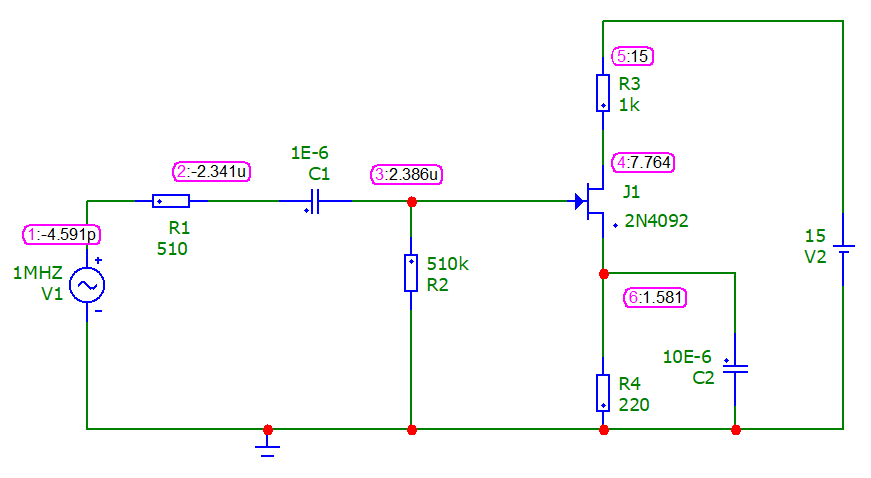 5:15
R3
1k
1E-6
C1
2:-2.341u
3:2.386u
4:7.764
J1
2N4092
R1
510
1:-4.591p
1MHZ
V1
+
-
510k
R2
15
V2
6:1.581
10E-6
C2
R4
220